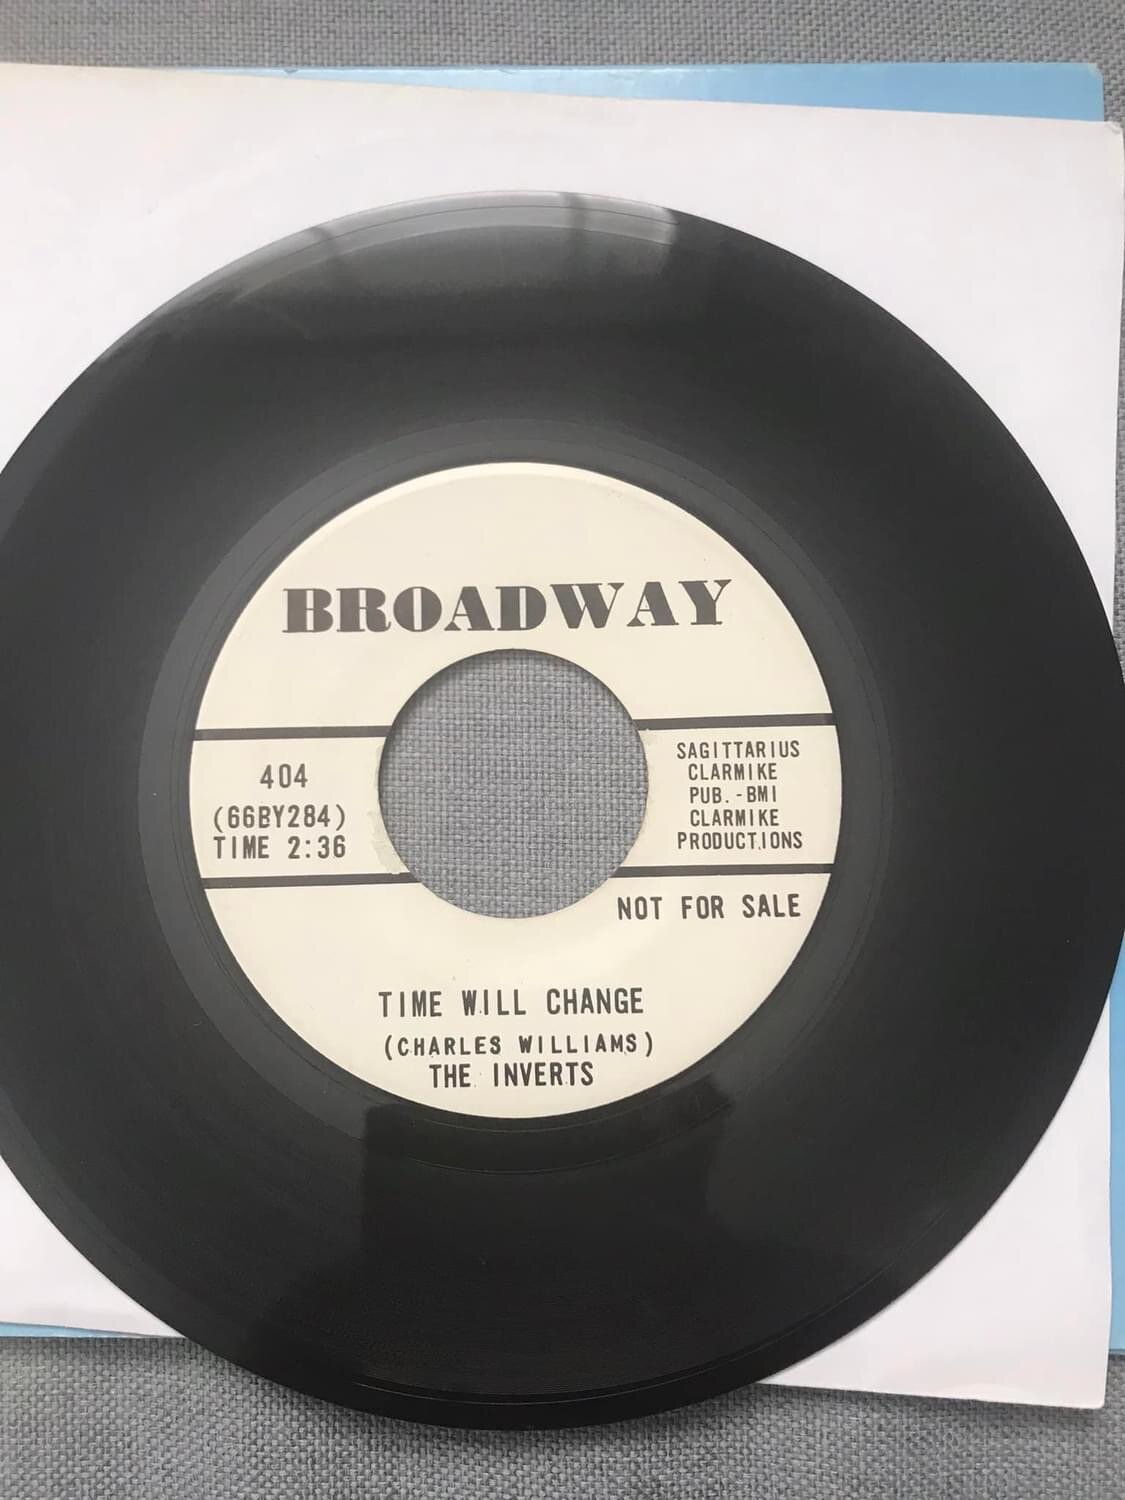 BROADWAY
404
(66BY284)
TIME 2:36
SAGITTARIUS
CLARMIKE
PUB. - BMI
CLARMIKE
PRODUCTIONS
NOT FOR SALE
TIME WILL CHANGE
(CHARLES WILLIAMS)
THE INVERTS